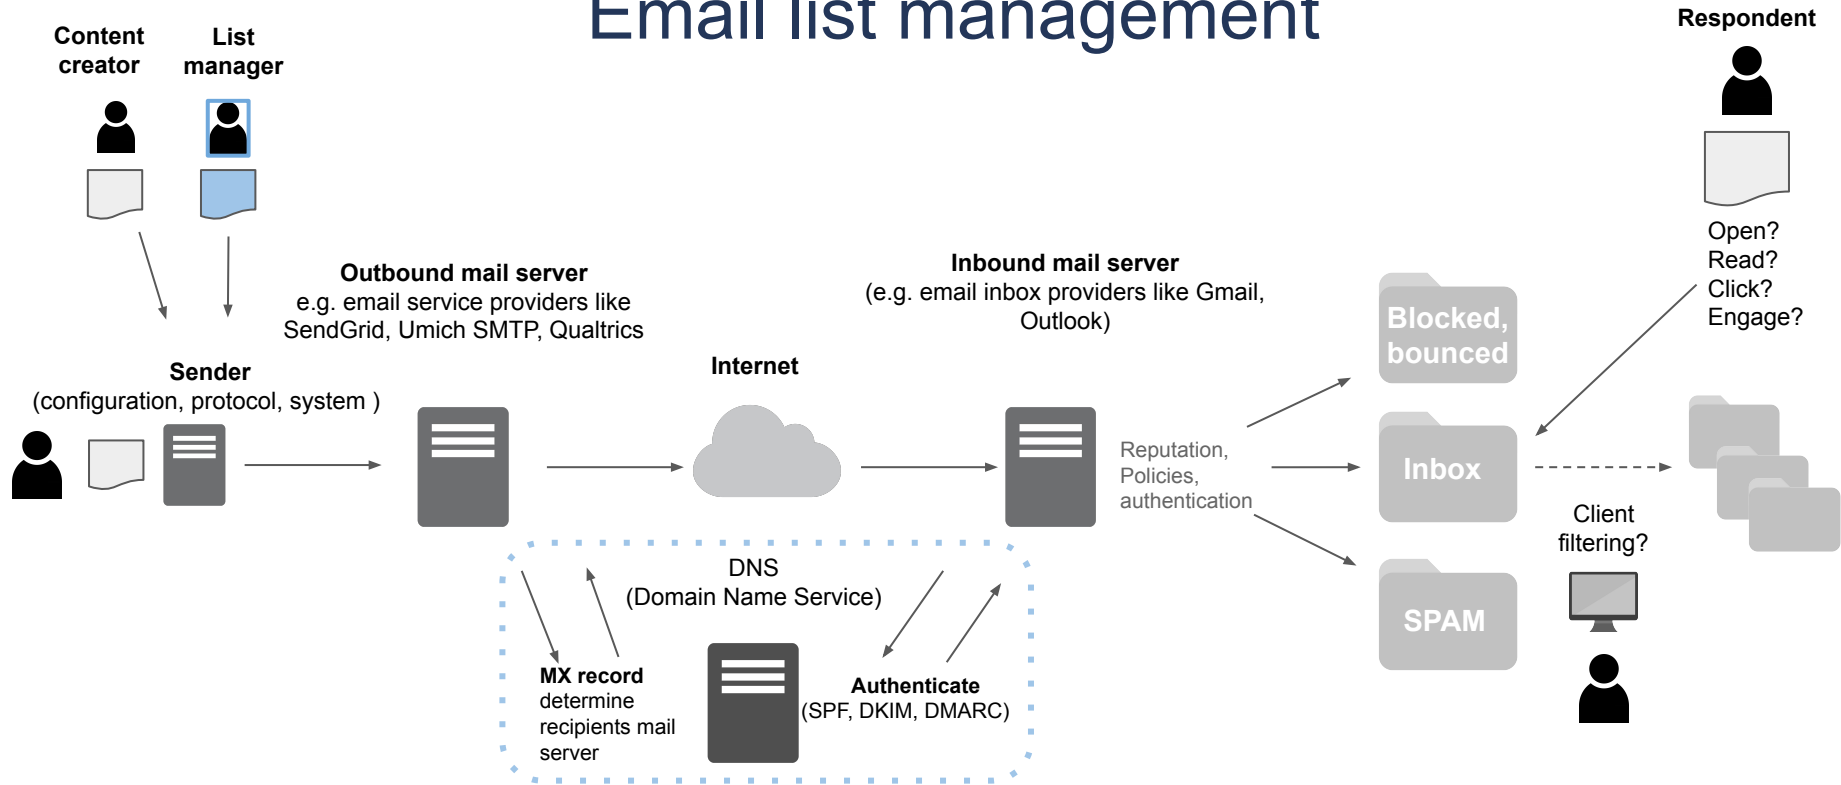 Email list management
Content
creator
List
manager
Respondent
Open?
Read?
Click?
Engage?
Outbound mail server
e.g. email service providers like
SendGrid, Umich SMTP, Qualtrics
Inbound mail server
(e.g. email inbox providers like Gmail,
Outlook)
Sender
(configuration, protocol, system )
Internet
Reputation,
Policies,
authentication
Blocked,
bounced
Inbox
SPAM
Client
filtering?
DNS
(Domain Name Service)
MX record
determine
recipients mail
server
Authenticate
(SPF, DKIM, DMARC)